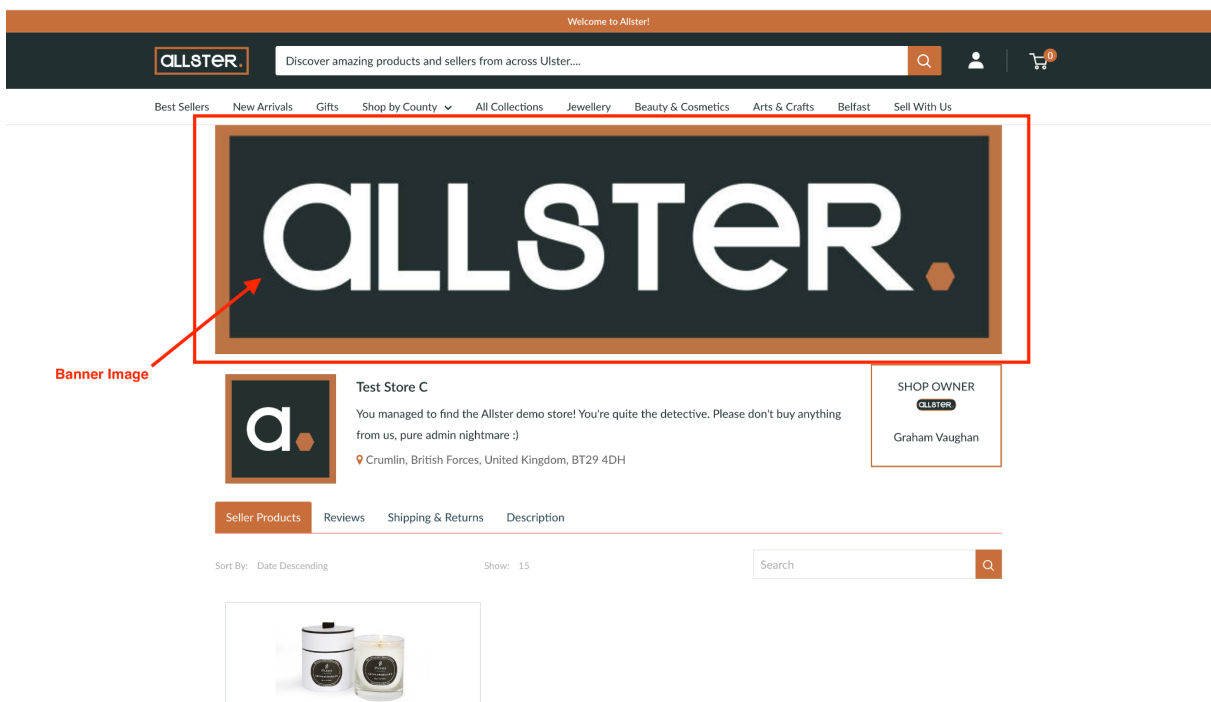 Welcome to Allster!
ALLSTER.
Discover amazing products and sellers from across Ulster....
0
Best Sellers New Arrivals Gifts Shop by County All Collections Jewellery Beauty & Cosmetics Arts & Crafts Belfast Sell With Us
aLLSTeR.
Banner Image
a.
Test Store C
You managed to find the Allster demo store! You're quite the detective. Please don't buy anything
from us, pure admin nightmare :)
Crumlin, British Forces, United Kingdom, BT29 4DH
SHOP OWNER
aLLSTeR
Graham Vaughan
Seller Products Reviews Shipping & Returns Description
Sort By: Date Descending Show: 15 Search